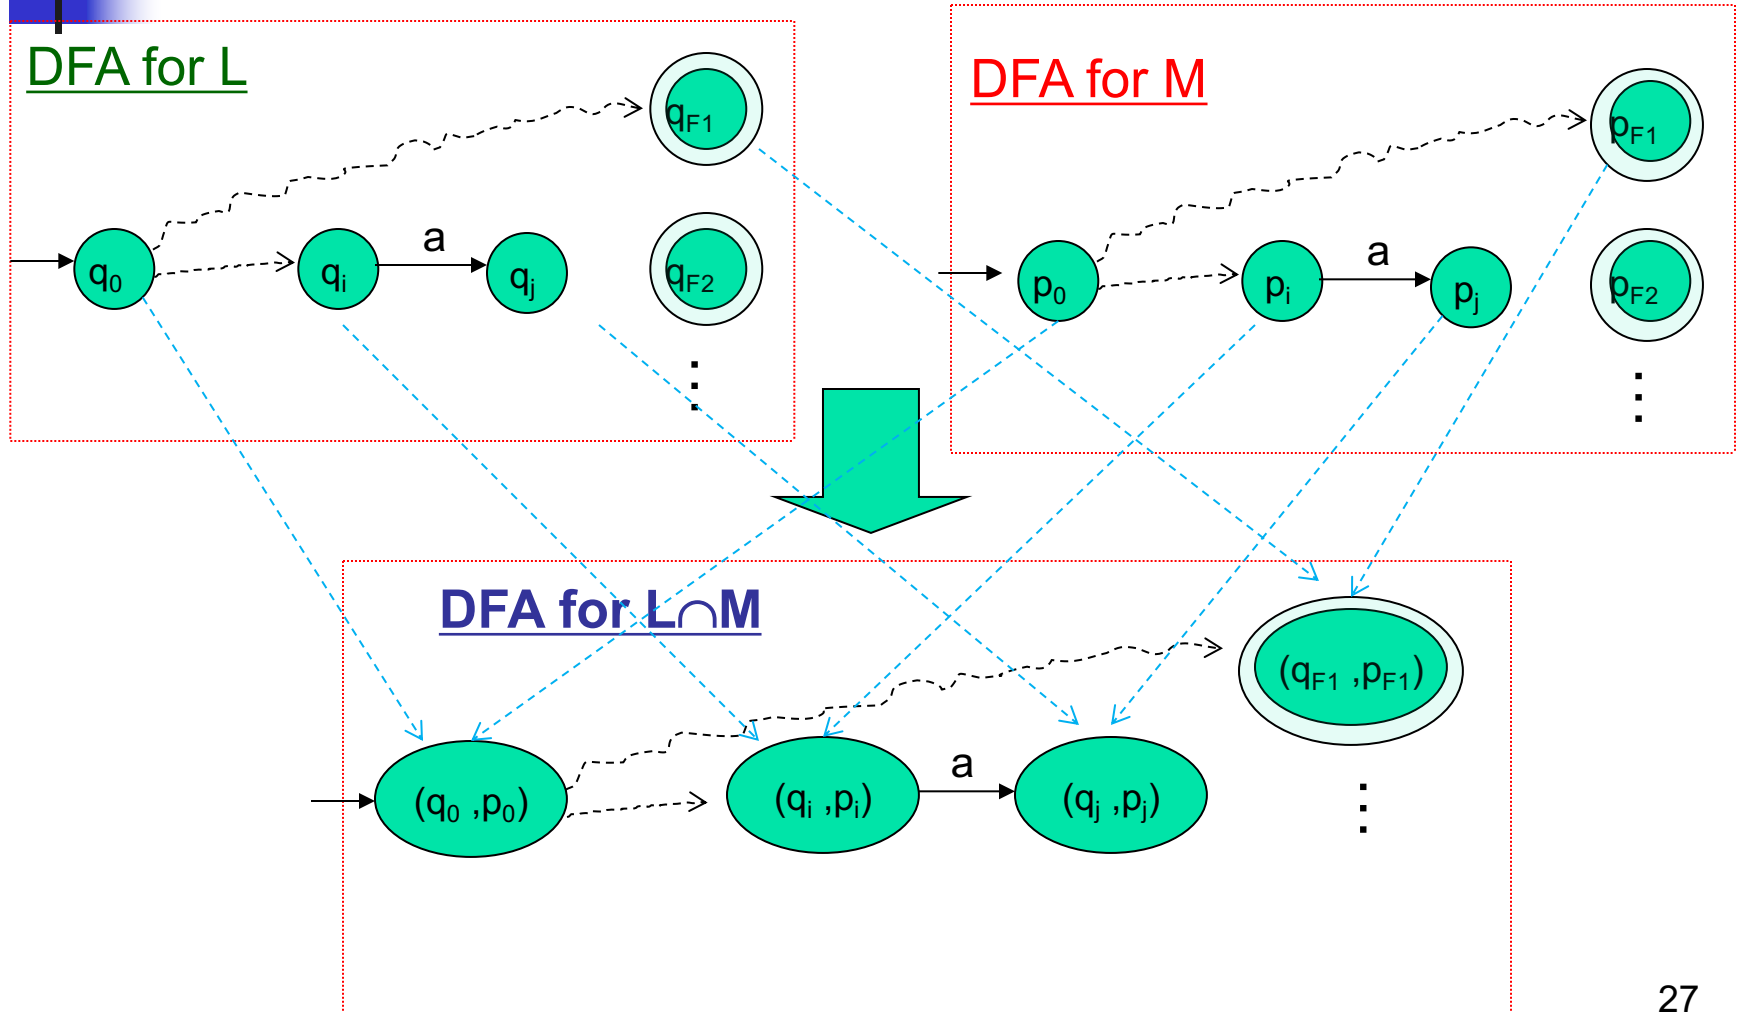 DFA for L
q0
qi
a
qj
qF1
qF2
⋮
DFA for M
p0
pi
a
pj
pF1
pF2
⋮
DFA for L∩M
(q0 ,p0)
(qi ,pi)
a
(qj ,pj)
(qF1 ,pF1)
⋮
27